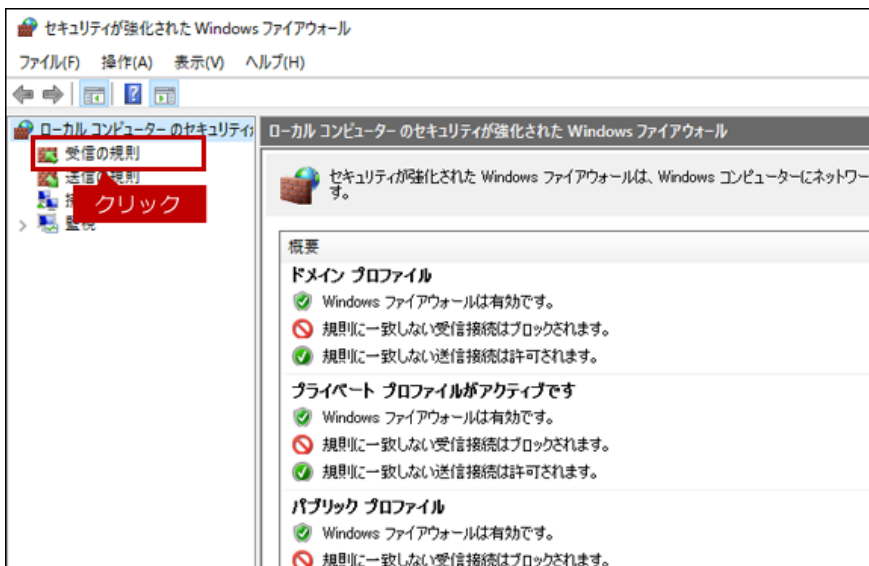 セキュリティが強化された Windows ファイアウォール
ファイル(F) 操作(A) 表示(V) ヘルプ(H)
ローカル コンピューター のセキュリティ
受信の規則
送信の規則
クリック
監視
ローカル コンピューター のセキュリティが強化された Windows ファイアウォール
セキュリティが強化された Windows ファイアウォールは、Windows コンピューターにネットワー
す。
概要
ドメイン プロファイル
Windows ファイアウォールは有効です。
規則に一致しない受信接続はブロックされます。
規則に一致しない送信接続は許可されます。
プライベート プロファイルがアクティブです
Windows ファイアウォールは有効です。
規則に一致しない受信接続はブロックされます。
規則に一致しない送信接続は許可されます。
パブリック プロファイル
Windows ファイアウォールは有効です。
規則に一致しない受信接続はブロックされます。